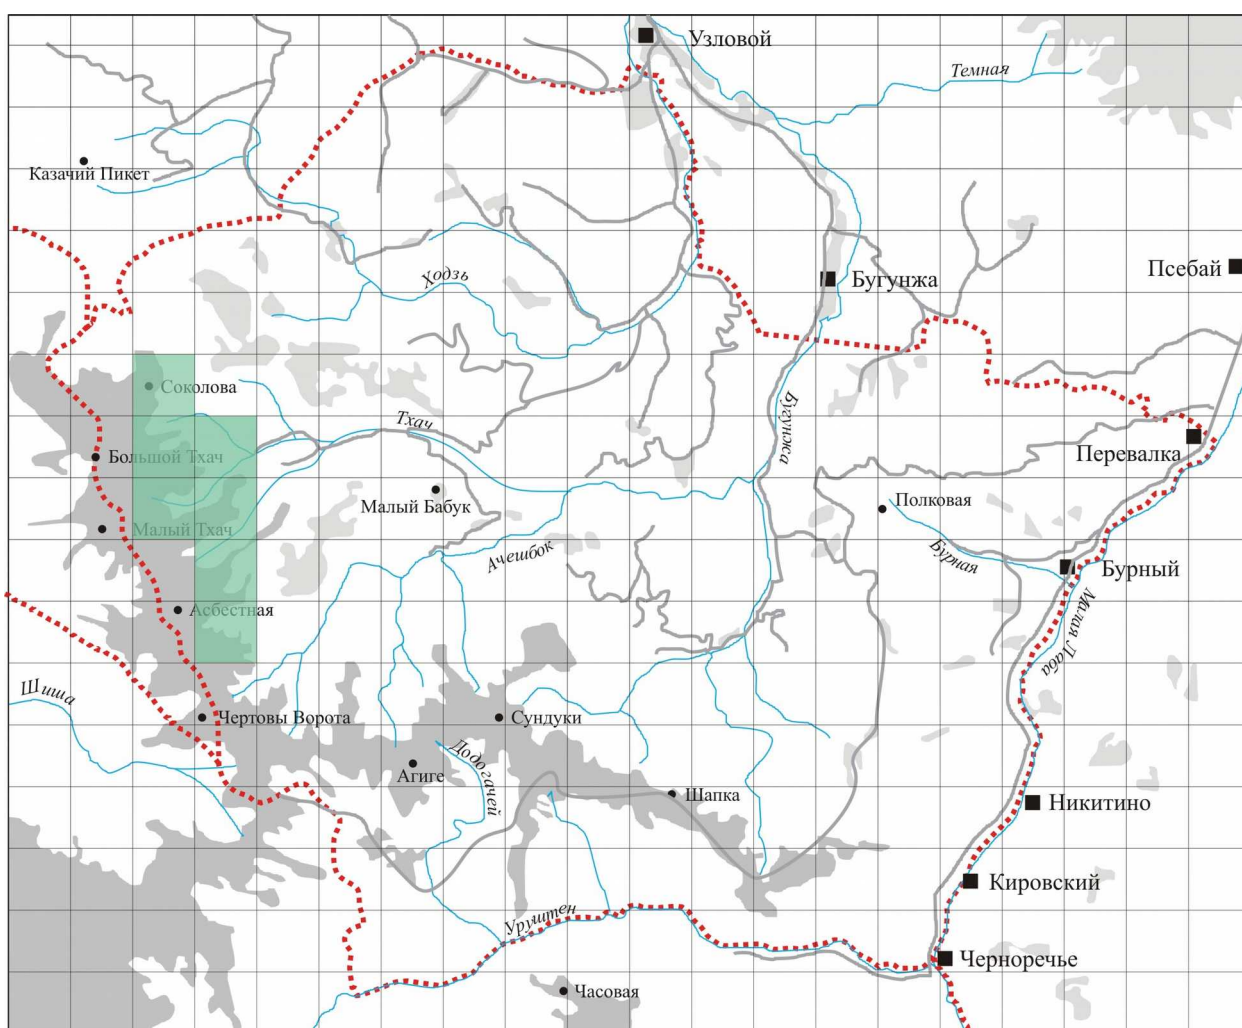 Узловой
Темная
Казачий Пикет
Ходзь
Бугунжа
Псебай
Соколова
Бугунжа
Тхач
Большой Тхач
Перевалка
Малый Бабук
Полковая
Малый Тхач
Бурная
Ачешбок
Бурный
Асбестная
Малая Лаба
Шиша
Чертовы Ворота
Сундуки
Додогачей
Агиге
Шапка
Никитино
Кировский
Уруштен
Черноречье
Часовая